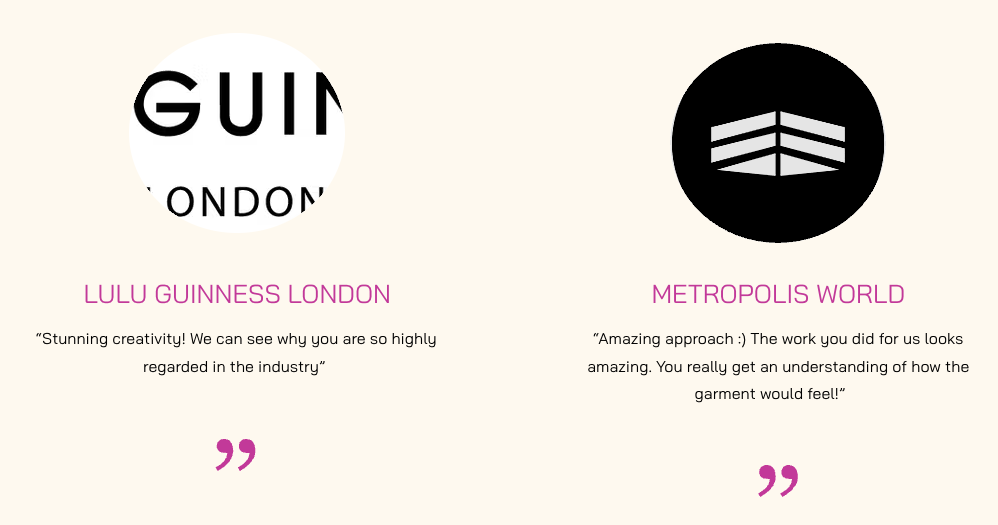 GUIN
LONDON
LULU GUINNESS LONDON
“Stunning creativity! We can see why you are so highly
regarded in the industry”
”
METROPOLIS WORLD
“Amazing approach :) The work you did for us looks
amazing. You really get an understanding of how the
garment would feel!”
”